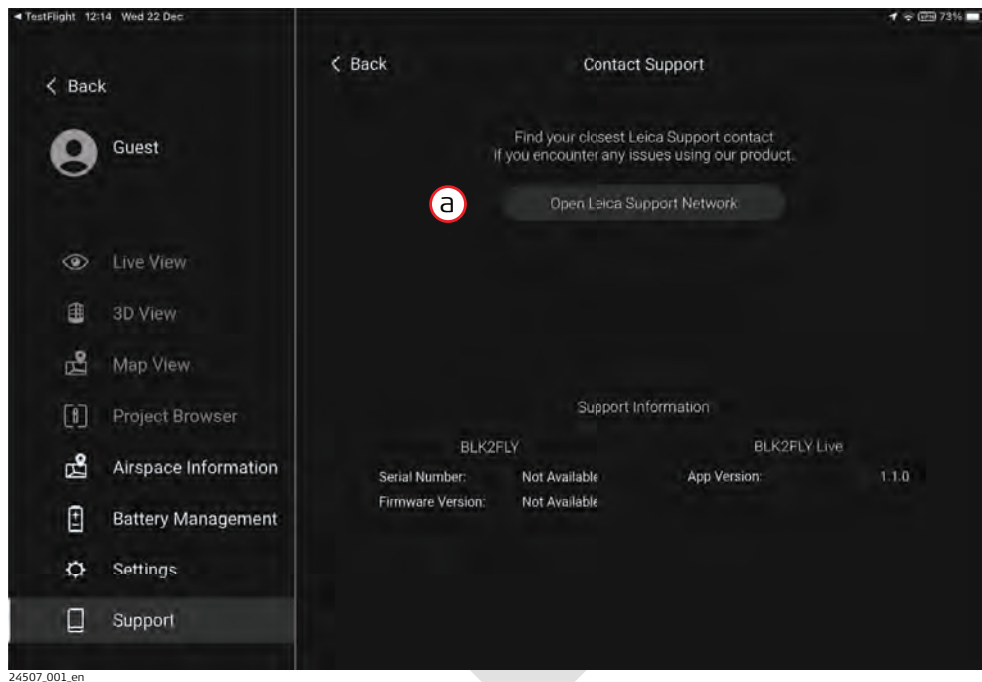 ◄ TestFlight 12:14 Wed 22 Dec
VPN 73%
Back
Guest
Live View
3D View
Map View
Project Browser
Airspace Information
Battery Management
Settings
Support
Back
Contact Support
Find your closest Leica Support contact
if you encounter any issues using our product.
a
Open Leica Support Network
Support Information
BLK2FLY
Serial Number: Not Available
Firmware Version: Not Available
BLK2FLY Live
App Version: 1.1.0
24507_001_en